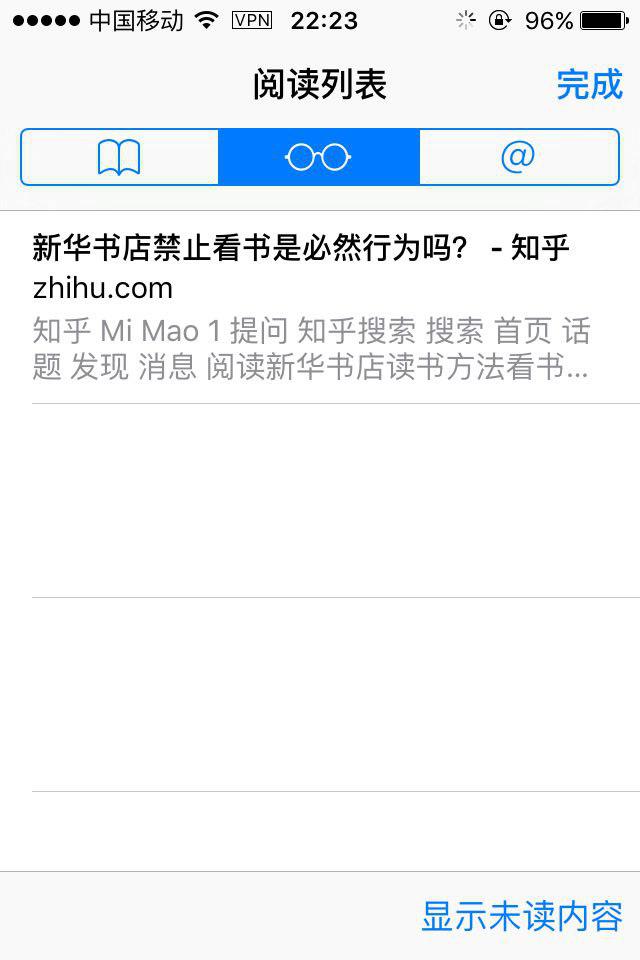 中国移动 VPN 22:23 96%
阅读列表 完成
@
新华书店禁止看书是必然行为吗? - 知乎
zhihu.com
知乎 Mi Mao 1 提问 知乎搜索 搜索 首页 话
题 发现 消息 阅读新华书店读书方法看书...
显示未读内容